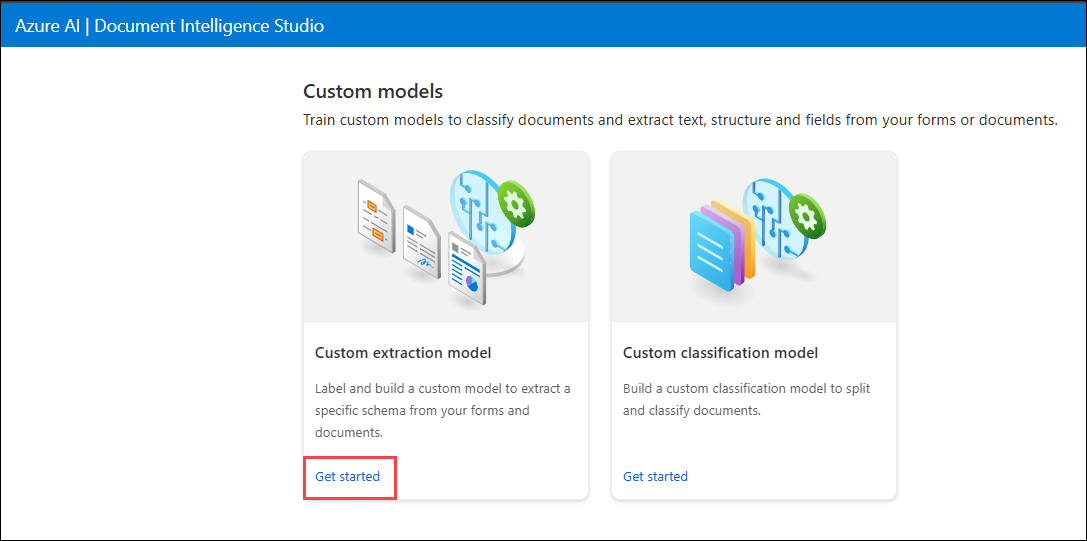 Azure AI | Document Intelligence Studio
Custom models
Train custom models to classify documents and extract text, structure and fields from your forms or documents.
Custom extraction model
Label and build a custom model to extract a
specific schema from your forms and
documents.
Get started
Custom classification model
Build a custom classification model to split
and classify documents.
Get started